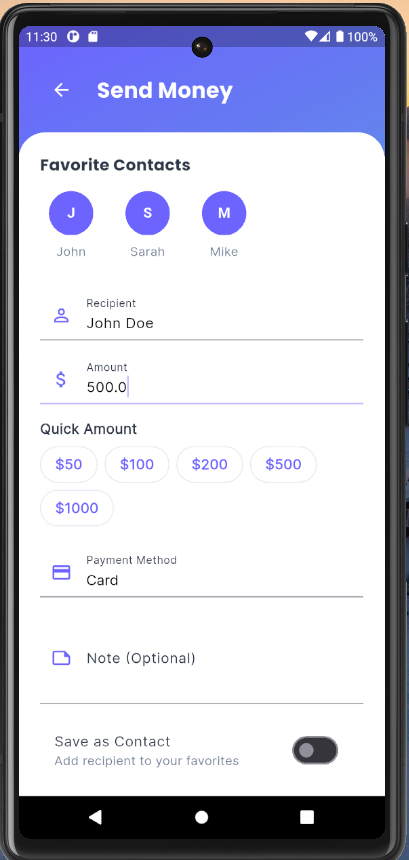 11:30 100%
Send Money
Favorite Contacts
J S M
John Sarah Mike
Recipient
John Doe
Amount
$ 500.0
Quick Amount
$50 $100 $200 $500
$1000
Payment Method
Card
Note (Optional)
Save as Contact
Add recipient to your favorites